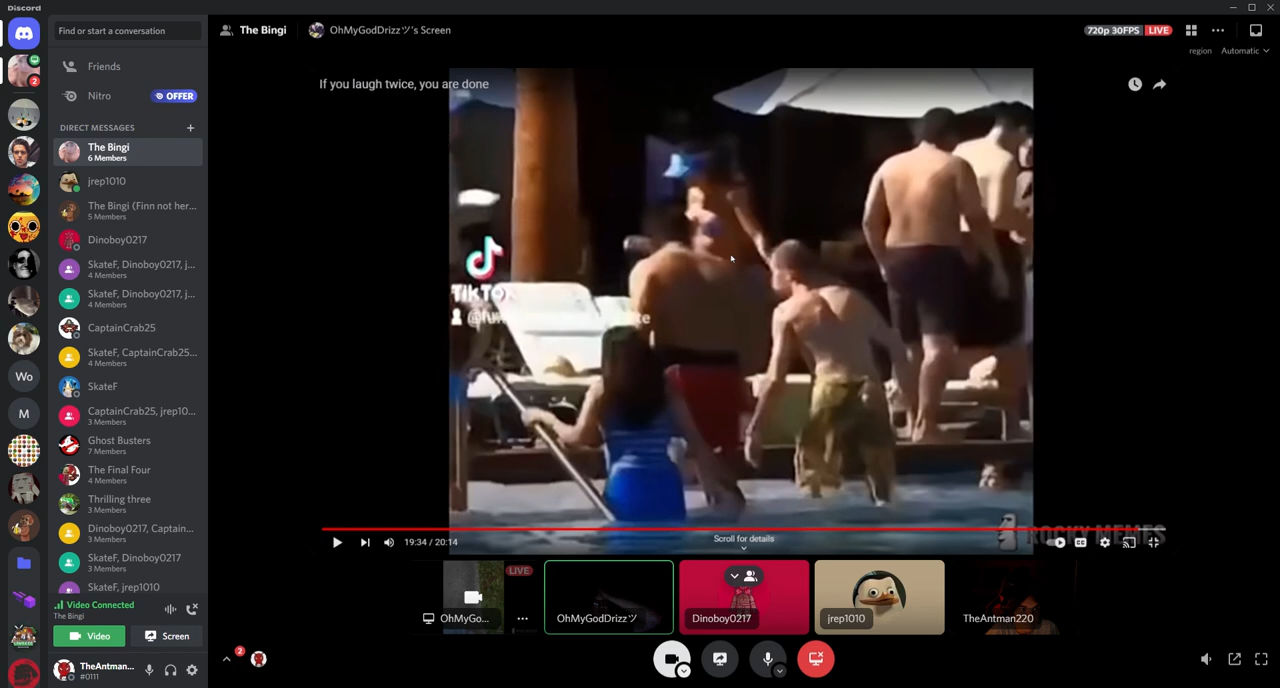 Discord
Find or start a conversation
Friends
Nitro
OFFER
DIRECT MESSAGES
The Bingi
6 Members
jrep1010
The Bingi (Finn not her...
5 Members
Dinoboy0217
SkateF, Dinoboy0217, j...
4 Members
SkateF, Dinoboy0217, j...
4 Members
CaptainCrab25
SkateF, CaptainCrab25...
4 Members
SkateF
CaptainCrab25, jrep10...
3 Members
Ghost Busters
7 Members
The Final Four
4 Members
Thrilling three
3 Members
Dinoboy0217, Captain...
3 Members
SkateF, Dinoboy0217
3 Members
SkateF, jrep1010
2
Wo
M
Video Connected
The Bingi
Video
Screen
TheAntman...
#0111
The Bingi
OhMyGodDrizzツ's Screen
720p 30FPS LIVE
region Automatic
If you laugh twice, you are done
TikTok
ROCKY MEMES
19:34 / 20:14
Scroll for details
LIVE
OhMyGo...
OhMyGodDrizzツ
Dinoboy0217
jrep1010
TheAntman220
2